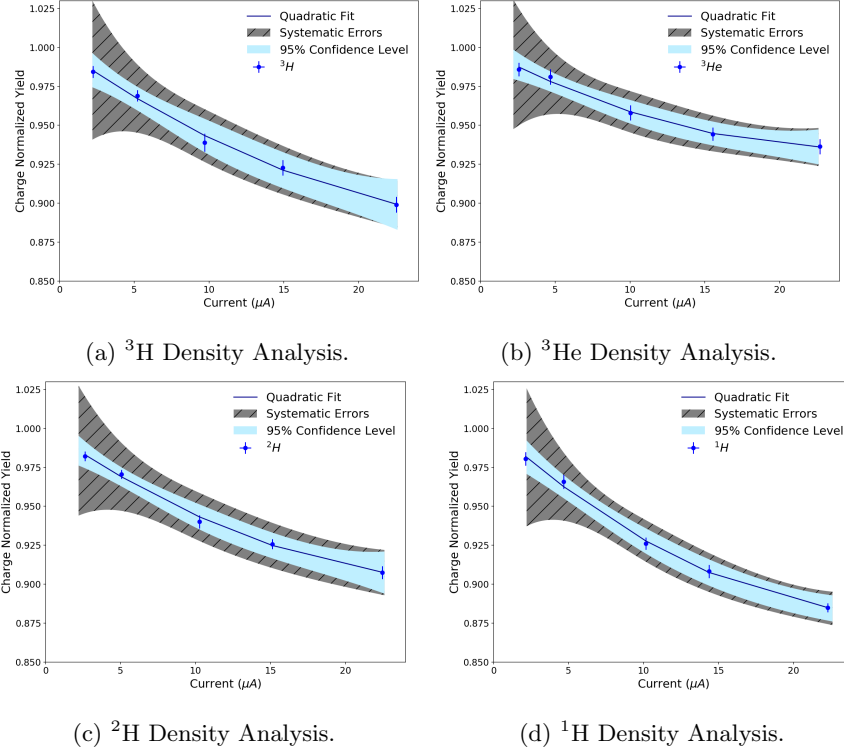 1.025
1.000
0.975
0.950
0.925
0.900
0.875
0.850
Charge Normalized Yield
Quadratic Fit
Systematic Errors
95% Confidence Level
³H
0 5 10 15 20
Current (μA)
(a) ³H Density Analysis.
1.025
1.000
0.975
0.950
0.925
0.900
0.875
0.850
Charge Normalized Yield
Quadratic Fit
Systematic Errors
95% Confidence Level
³He
0 5 10 15 20
Current (μA)
(b) ³He Density Analysis.
1.025
1.000
0.975
0.950
0.925
0.900
0.875
0.850
Charge Normalized Yield
Quadratic Fit
Systematic Errors
95% Confidence Level
²H
0 5 10 15 20
Current (μA)
(c) ²H Density Analysis.
1.025
1.000
0.975
0.950
0.925
0.900
0.875
0.850
Charge Normalized Yield
Quadratic Fit
Systematic Errors
95% Confidence Level
¹H
0 5 10 15 20
Current (μA)
(d) ¹H Density Analysis.